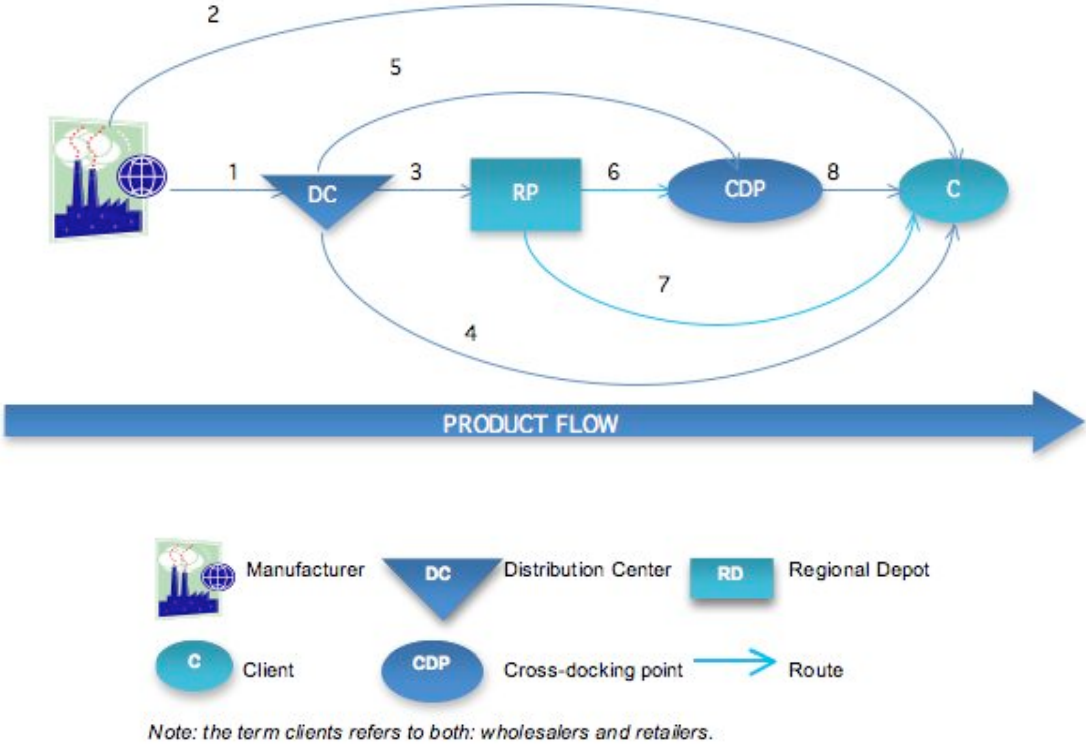 2
5
1
DC
3
RP
6
CDP
8
C
7
4
PRODUCT FLOW
Manufacturer
DC
Distribution Center
RD
Regional Depot
C
Client
CDP
Cross-docking point
Route
Note: the term clients refers to both: wholesalers and retailers.